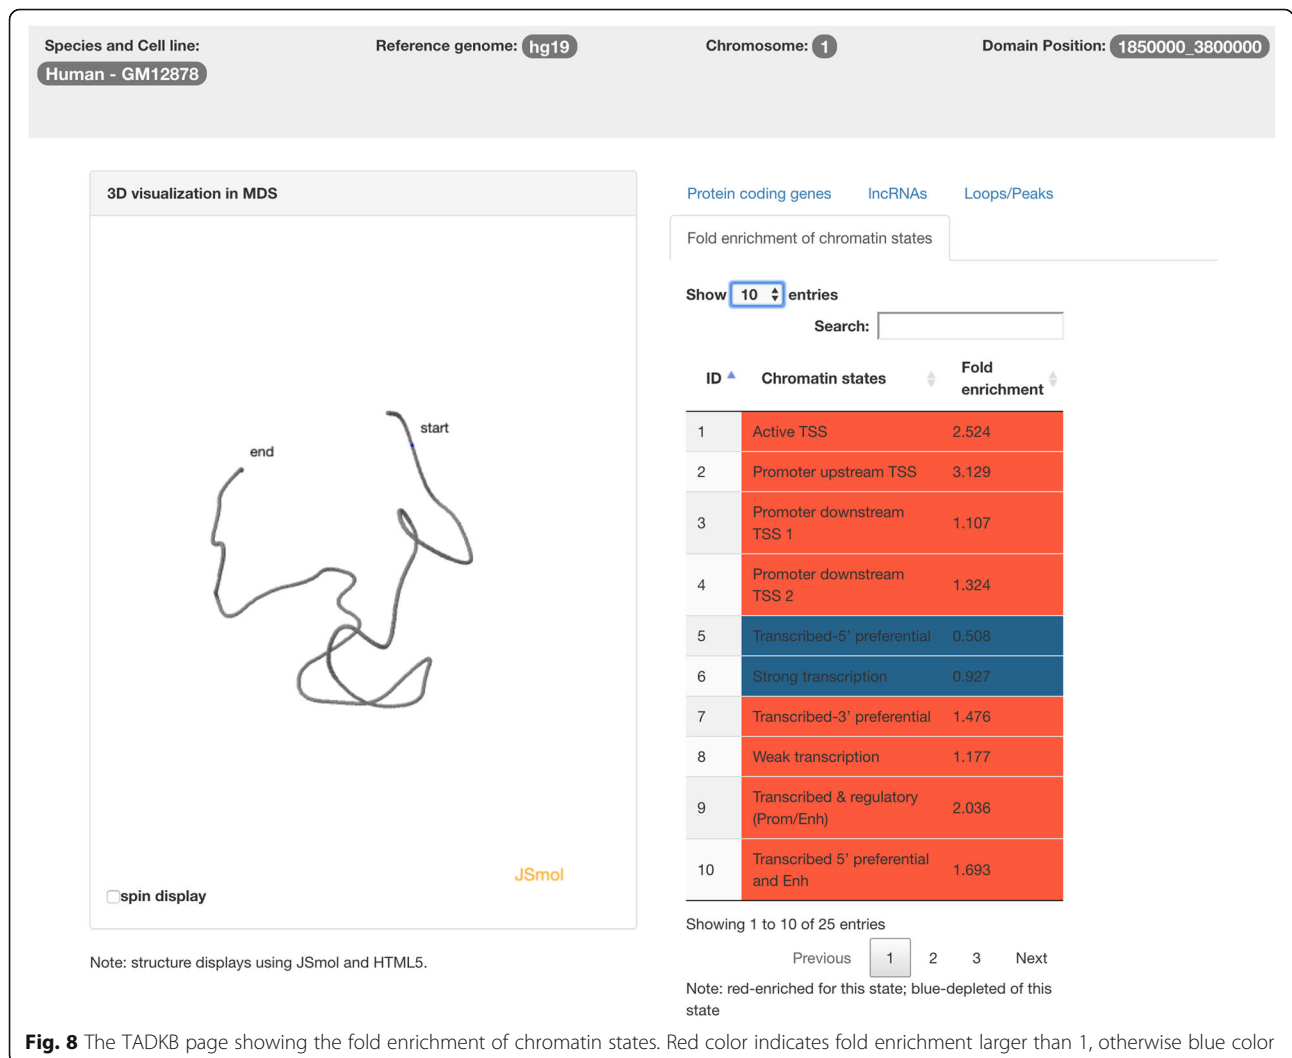 Species and Cell line: Reference genome: hg19 Chromosome: 1 Domain Position: 1850000_3800000
Human - GM12878
3D visualization in MDS
start
end
JSmol
spin display
Note: structure displays using JSmol and HTML5.
Protein coding genes lncRNAs Loops/Peaks
Fold enrichment of chromatin states
Show 10 entries
Search:
ID Chromatin states Fold enrichment
1 Active TSS 2.524
2 Promoter upstream TSS 3.129
3 Promoter downstream TSS 1 1.107
4 Promoter downstream TSS 2 1.324
5 Transcribed-5’ preferential 0.508
6 Strong transcription 0.927
7 Transcribed-3’ preferential 1.476
8 Weak transcription 1.177
9 Transcribed & regulatory (Prom/Enh) 2.036
10 Transcribed 5’ preferential and Enh 1.693
Showing 1 to 10 of 25 entries
Previous 1 2 3 Next
Note: red-enriched for this state; blue-depleted of this
state
Fig. 8 The TADKB page showing the fold enrichment of chromatin states. Red color indicates fold enrichment larger than 1, otherwise blue color